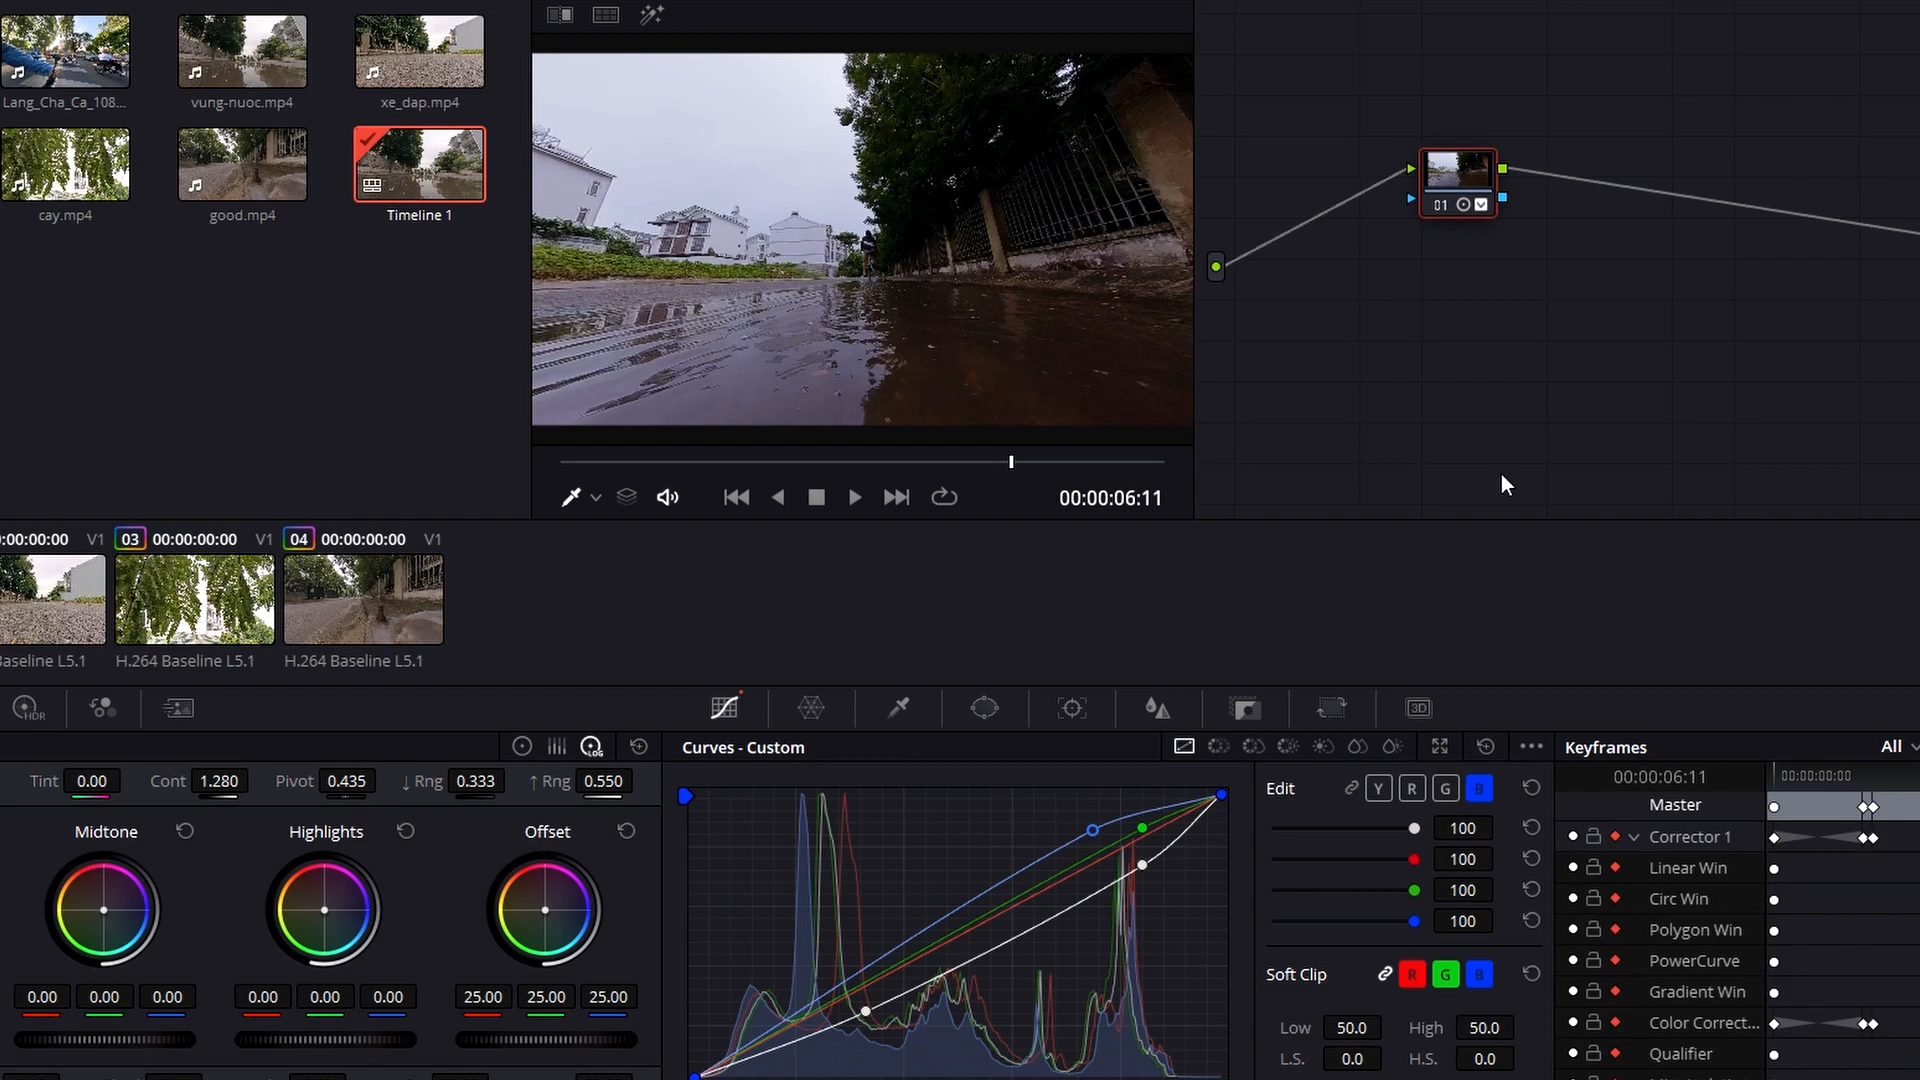 Lang_Cha_Ca_108...
vung-nuoc.mp4
xe_dap.mp4
cay.mp4
good.mp4
Timeline 1
01
00:00:06:11
:00:00:00 V1
03 00:00:00:00 V1
04 00:00:00:00 V1
Baseline L5.1
H.264 Baseline L5.1
H.264 Baseline L5.1
HDR
3D
LOG
Curves - Custom
Keyframes
All
Tint 0.00 Cont 1.280 Pivot 0.435 ↓ Rng 0.333 ↑ Rng 0.550
Midtone
Highlights
Offset
0.00 0.00 0.00
0.00 0.00 0.00
25.00 25.00 25.00
Edit Y R G B
100
100
100
100
Soft Clip R G B
Low 50.0 High 50.0
L.S. 0.0 H.S. 0.0
00:00:06:11
00:00:00:00
Master
Corrector 1
Linear Win
Circ Win
Polygon Win
PowerCurve
Gradient Win
Color Correct...
Qualifier